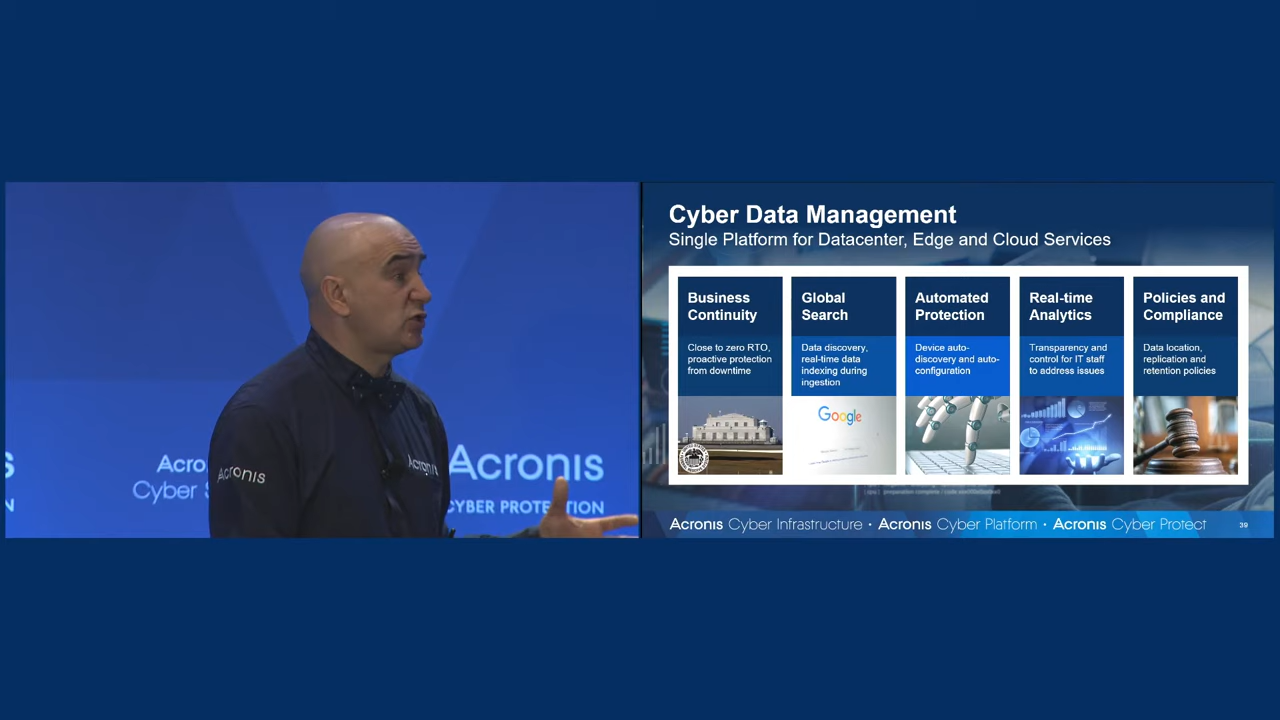 Acronis
Cyber
Acronis
CYBER PROTECTION
Acronis
Acronis
Cyber Data Management
Single Platform for Datacenter, Edge and Cloud Services
Business
Continuity
Close to zero RTO,
proactive protection
from downtime
Global
Search
Data discovery,
real-time data
indexing during
ingestion
Google
Automated
Protection
Device auto-
discovery and auto-
configuration
Real-time
Analytics
Transparency and
control for IT staff
to address issues
Policies and
Compliance
Data location,
replication and
retention policies
Acronis Cyber Infrastructure · Acronis Cyber Platform · Acronis Cyber Protect
39